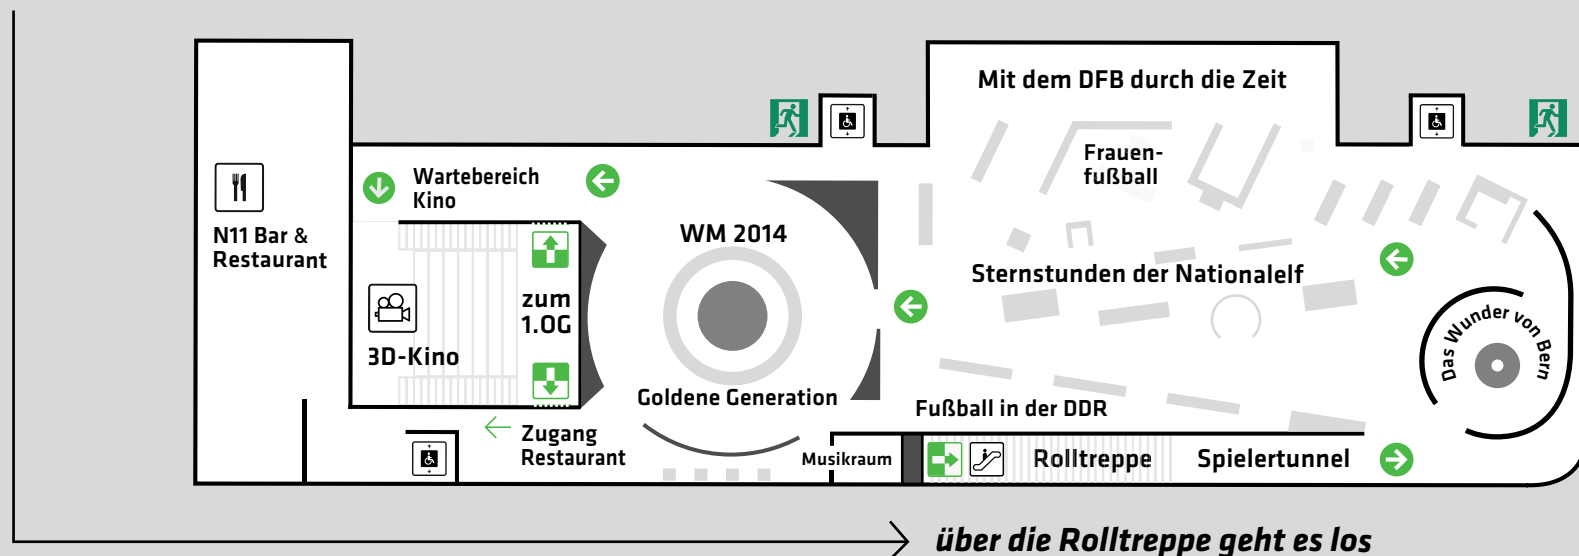 Mit dem DFB durch die Zeit
Frauen-
fußball
Wartebereich
Kino
N11 Bar &
Restaurant
WM 2014
Sternstunden der Nationalelf
zum
1.OG
3D-Kino
Das Wunder von Bern
Goldene Generation
Fußball in der DDR
Zugang
Restaurant
Musikraum
Rolltreppe
Spielertunnel
über die Rolltreppe geht es los